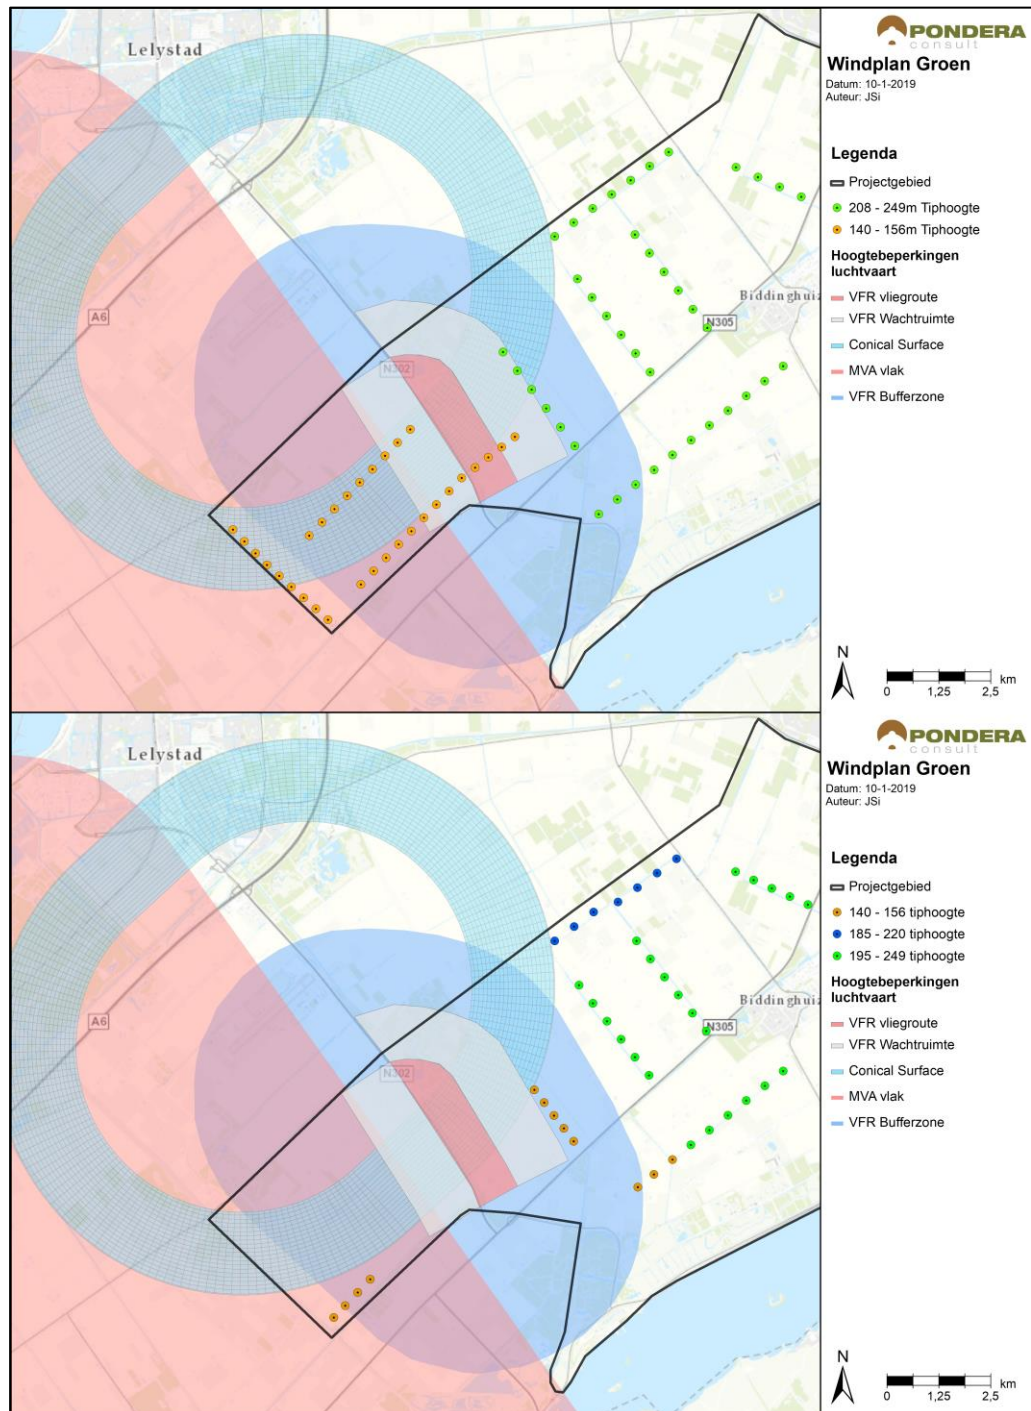 Lelystad
A6
N302
N305
Biddinghuiz
PONDERA
consult
Windplan Groen
Datum: 10-1-2019
Auteur: JSi
Legenda
Projectgebied
208 - 249m Tiphoogte
140 - 156m Tiphoogte
Hoogtebeperkingen
luchtvaart
VFR vliegroute
VFR Wachtruimte
Conical Surface
MVA vlak
VFR Bufferzone
N
km
0 1,25 2,5
Lelystad
A6
N302
N305
Biddinghuiz
PONDERA
consult
Windplan Groen
Datum: 10-1-2019
Auteur: JSi
Legenda
Projectgebied
140 - 156 tiphoogte
185 - 220 tiphoogte
195 - 249 tiphoogte
Hoogtebeperkingen
luchtvaart
VFR vliegroute
VFR Wachtruimte
Conical Surface
MVA vlak
VFR Bufferzone
N
km
0 1,25 2,5